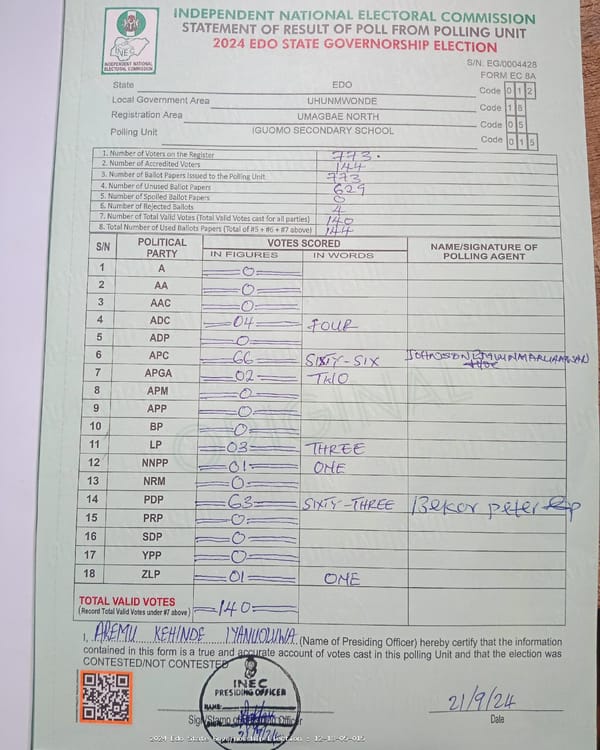 INDEPENDENT NATIONAL ELECTORAL COMMISSION
STATEMENT OF RESULT OF POLL FROM POLLING UNIT
2024 EDO STATE GOVERNORSHIP ELECTION
INEC
INDEPENDENT NATIONAL
ELECTORAL COMMISSION
S/N. EG/0004428
FORM EC 8A
State EDO Code 0 1 2
Local Government Area UHUNMWONDE Code 1 8
Registration Area UMAGBAE NORTH Code 0 5
Polling Unit IGUOMO SECONDARY SCHOOL Code 0 1 5
1. Number of Voters on the Register 773
2. Number of Accredited Voters 144
3. Number of Ballot Papers Issued to the Polling Unit 773
4. Number of Unused Ballot Papers 629
5. Number of Spoiled Ballot Papers 0
6. Number of Rejected Ballots 4
7. Number of Total Valid Votes (Total Valid Votes cast for all parties) 140
8. Total Number of Used Ballots Papers (Total of #5 + #6 + #7 above) 144
S/N POLITICAL PARTY VOTES SCORED NAME/SIGNATURE OF POLLING AGENT
IN FIGURES IN WORDS
1 A 0
2 AA 0
3 AAC 0
4 ADC 04 FOUR
5 ADP 0
6 APC 66 SIXTY-SIX
7 APGA 02 TWO
8 APM 0
9 APP 0
10 BP 0
11 LP 03 THREE
12 NNPP 01 ONE
13 NRM 0
14 PDP 63 SIXTY-THREE Bekor peter
15 PRP 0
16 SDP 0
17 YPP 0
18 ZLP 01 ONE
ORIGINAL
TOTAL VALID VOTES
(Record Total Valid Votes under #7 above) 140
I, AREMU KEHINDE IYANUOLUWA (Name of Presiding Officer) hereby certify that the information
contained in this form is a true and accurate account of votes cast in this polling Unit and that the election was
CONTESTED/NOT CONTESTED
INEC
PRESIDING OFFICER
NAME:
21/9/24
Sign/Stamp of Presiding Officer
21/9/24
Date
2024 Edo State Governorship Election : 12-18-05-015